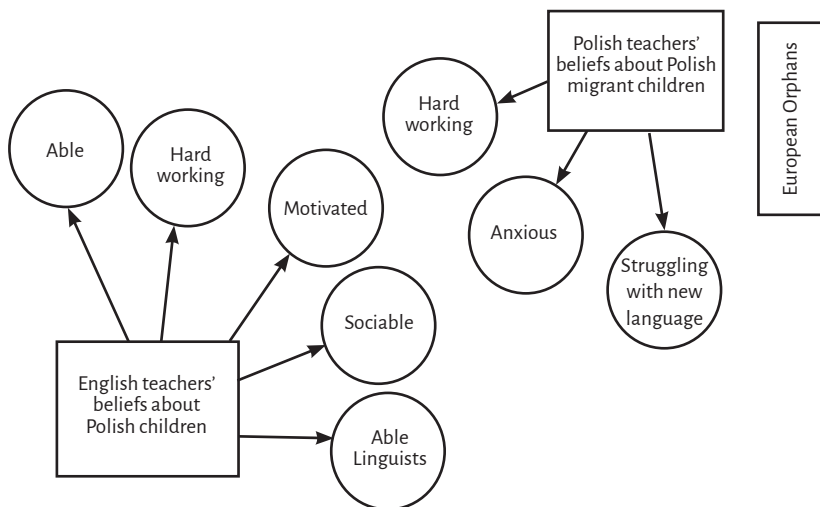 Polish teachers’
beliefs about Polish
migrant children
European Orphans
Hard
working
Able
Hard
working
Motivated
Anxious
Struggling
with new
language
Sociable
English teachers’
beliefs about
Polish children
Able
Linguists